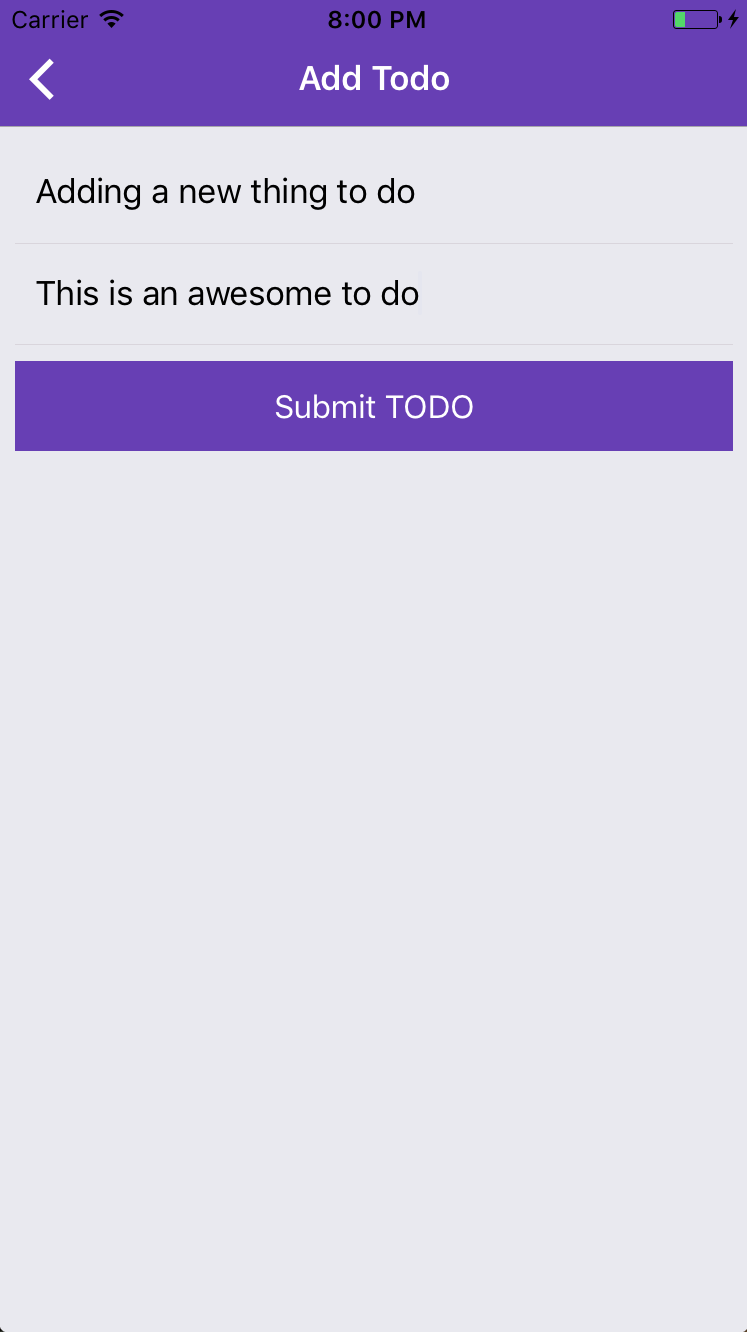 Carrier 8:00 PM
Add Todo
Adding a new thing to do
This is an awesome to do
Submit TODO